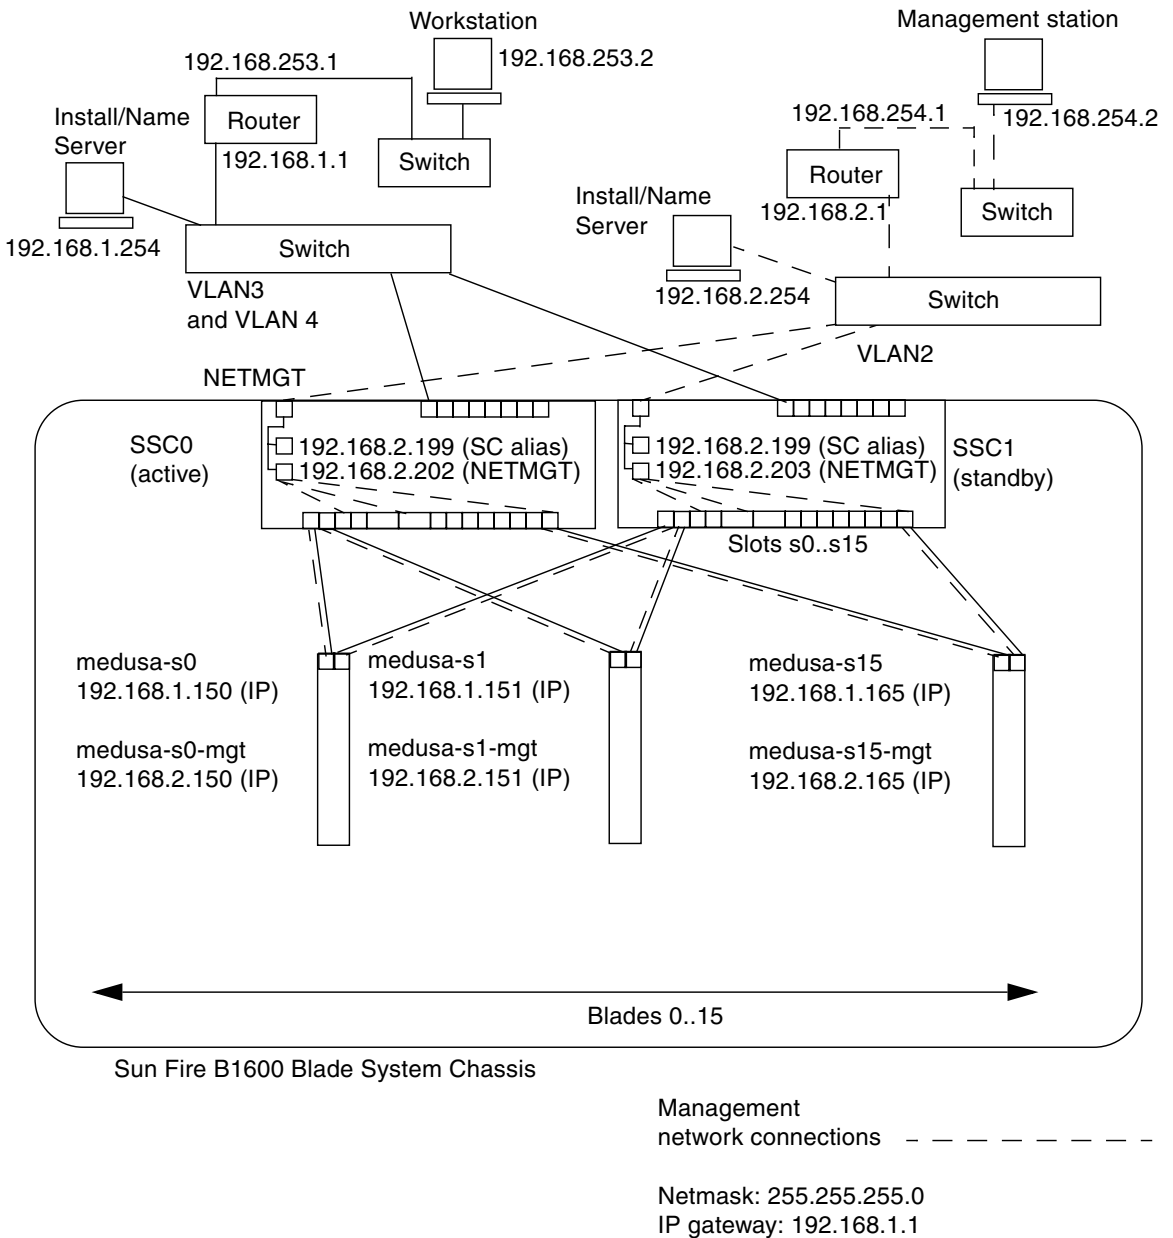 Workstation
192.168.253.2
192.168.253.1
Install/Name
Server
Router
192.168.1.1
Switch
192.168.1.254
Switch
VLAN3
and VLAN 4
Management station
192.168.254.1
192.168.254.2
Router
192.168.2.1
Switch
Install/Name
Server
192.168.2.254
Switch
VLAN2
NETMGT
SSC0
(active)
192.168.2.199 (SC alias)
192.168.2.202 (NETMGT)
192.168.2.199 (SC alias)
192.168.2.203 (NETMGT)
SSC1
(standby)
Slots s0..s15
medusa-s0
192.168.1.150 (IP)
medusa-s0-mgt
192.168.2.150 (IP)
medusa-s1
192.168.1.151 (IP)
medusa-s1-mgt
192.168.2.151 (IP)
medusa-s15
192.168.1.165 (IP)
medusa-s15-mgt
192.168.2.165 (IP)
Blades 0..15
Sun Fire B1600 Blade System Chassis
Management
network connections
Netmask: 255.255.255.0
IP gateway: 192.168.1.1